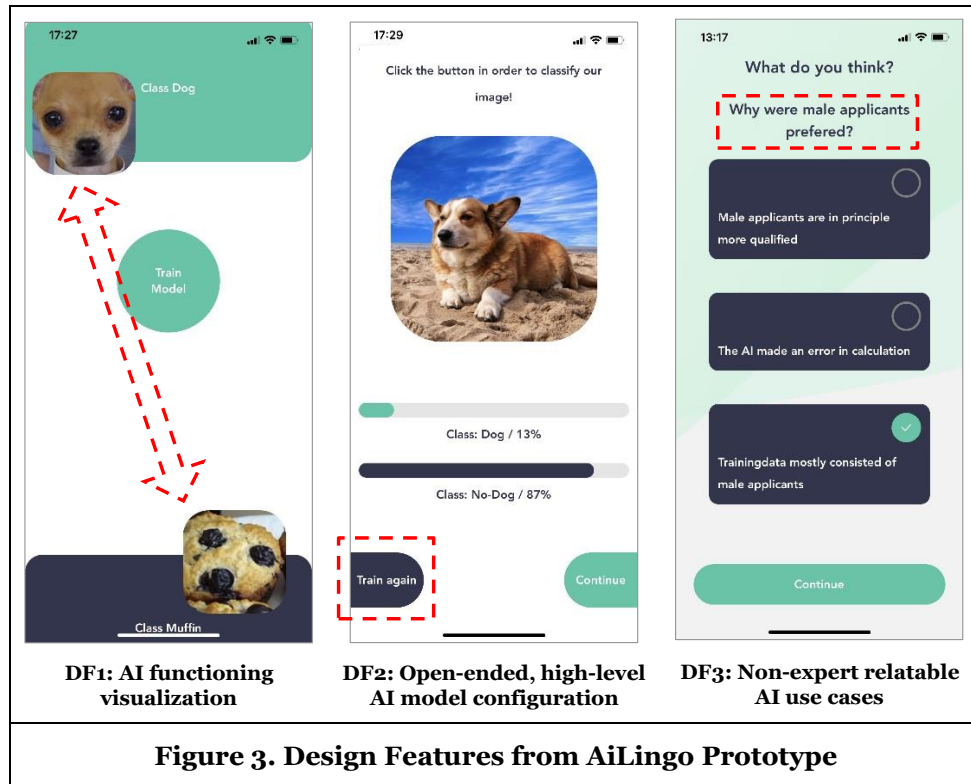 17:27
Class Dog
Train
Model
Class Muffin
DF1: AI functioning
visualization
17:29
Click the button in order to classify our
image!
Class: Dog / 13%
Class: No-Dog / 87%
Train again
Continue
DF2: Open-ended, high-level
AI model configuration
13:17
What do you think?
Why were male applicants
prefered?
Male applicants are in principle
more qualified
The AI made an error in calculation
Trainingdata mostly consisted of
male applicants
Continue
DF3: Non-expert relatable
AI use cases
Figure 3. Design Features from AiLingo Prototype